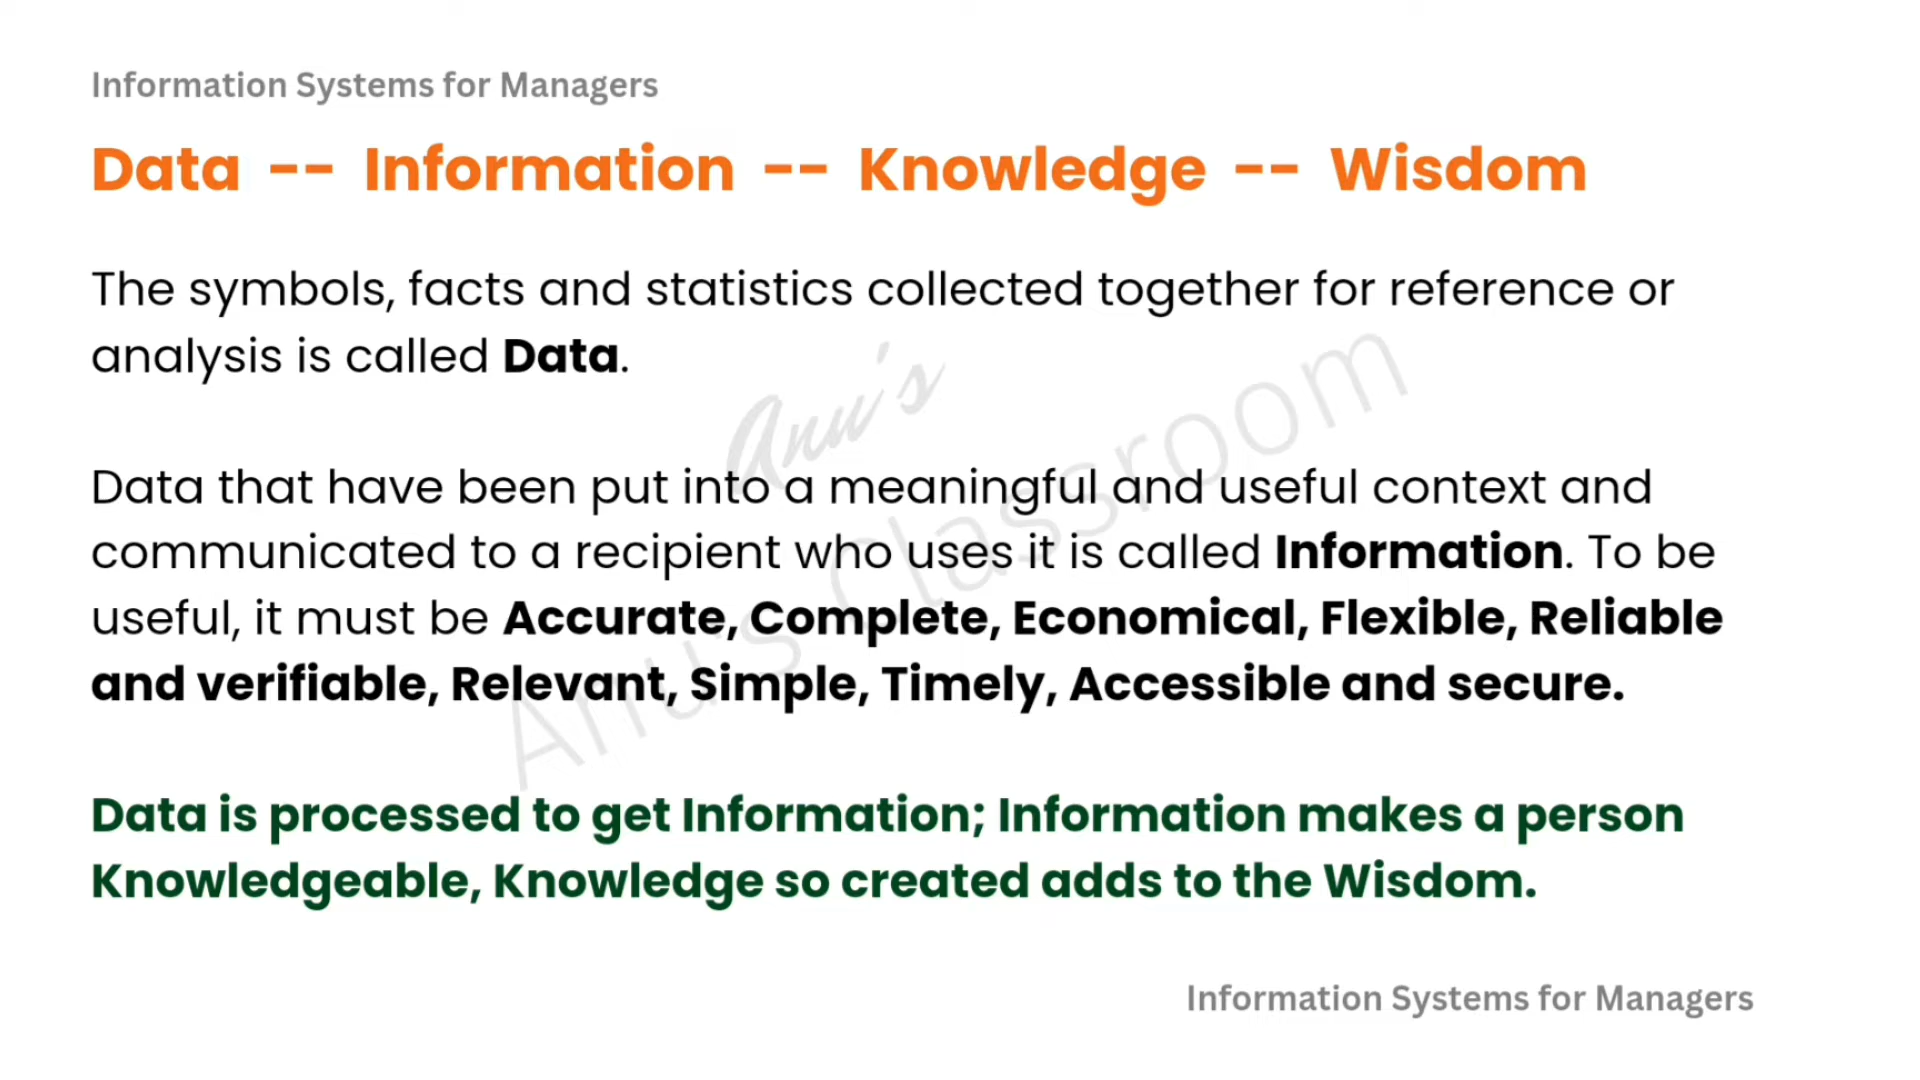 Information Systems for Managers
Data -- Information -- Knowledge -- Wisdom
The symbols, facts and statistics collected together for reference or
analysis is called Data.
Anu's
Anu's Classroom
Data that have been put into a meaningful and useful context and
communicated to a recipient who uses it is called Information. To be
useful, it must be Accurate, Complete, Economical, Flexible, Reliable
and verifiable, Relevant, Simple, Timely, Accessible and secure.
Data is processed to get Information; Information makes a person
Knowledgeable, Knowledge so created adds to the Wisdom.
Information Systems for Managers